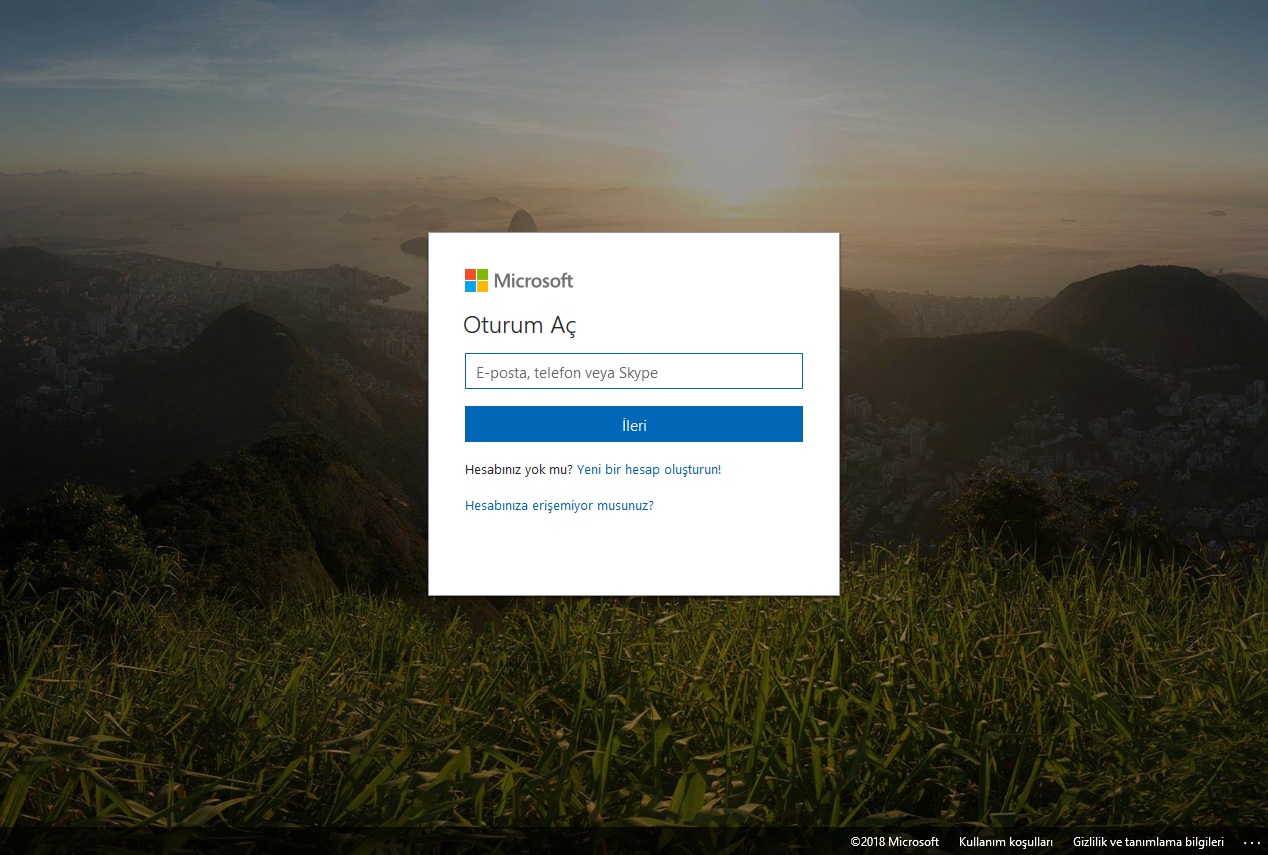 Microsoft
Oturum Aç
E-posta, telefon veya Skype
İleri
Hesabınız yok mu? Yeni bir hesap oluşturun!
Hesabınıza erişemiyor musunuz?
©2018 Microsoft Kullanım koşulları Gizlilik ve tanımlama bilgileri ...